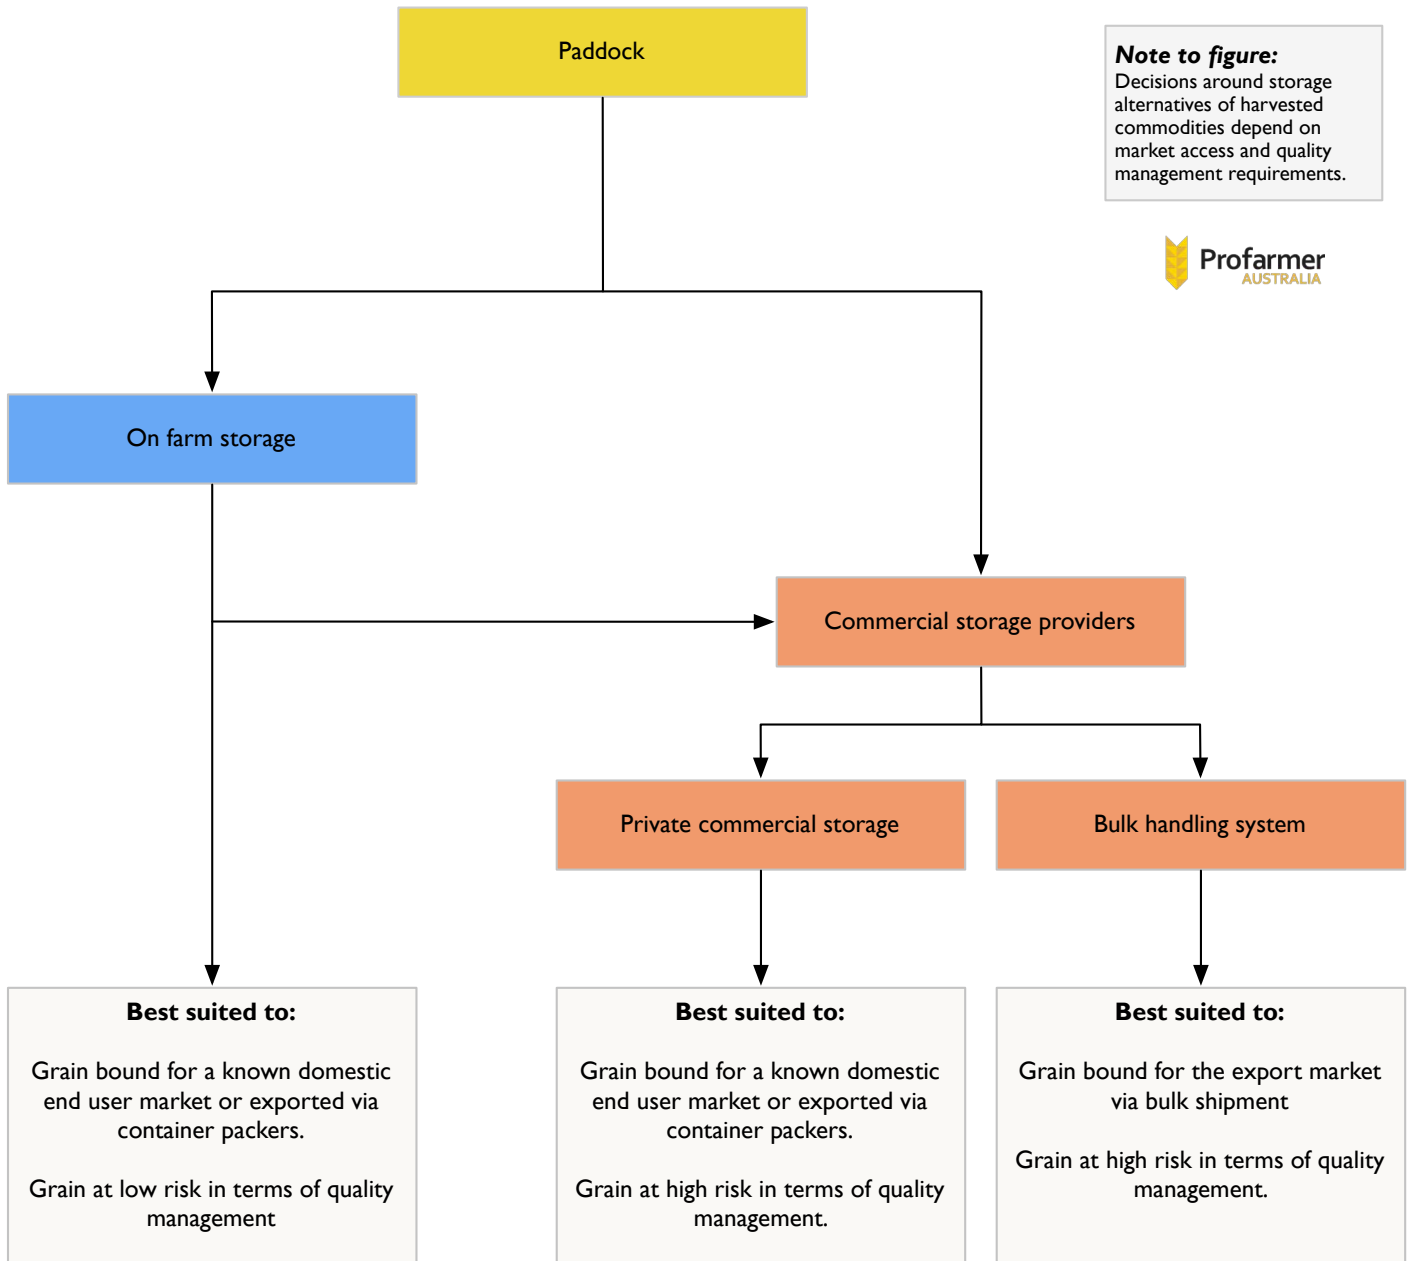 Paddock
Note to figure:
Decisions around storage
alternatives of harvested
commodities depend on
market access and quality
management requirements.
Profarmer
AUSTRALIA
On farm storage
Commercial storage providers
Private commercial storage
Bulk handling system
Best suited to:
Grain bound for a known domestic
end user market or exported via
container packers.
Grain at low risk in terms of quality
management
Best suited to:
Grain bound for a known domestic
end user market or exported via
container packers.
Grain at high risk in terms of quality
management.
Best suited to:
Grain bound for the export market
via bulk shipment
Grain at high risk in terms of quality
management.